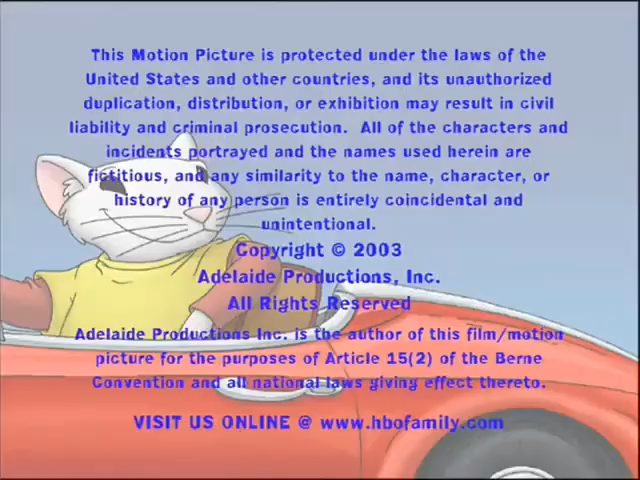 This Motion Picture is protected under the laws of the
United States and other countries, and its unauthorized
duplication, distribution, or exhibition may result in civil
liability and criminal prosecution.  All of the characters and
incidents portrayed and the names used herein are
fictitious, and any similarity to the name, character, or
history of any person is entirely coincidental and
unintentional.
Copyright © 2003
Adelaide Productions, Inc.
All Rights Reserved
Adelaide Productions Inc. is the author of this film/motion
picture for the purposes of Article 15(2) of the Berne
Convention and all national laws giving effect thereto.
VISIT US ONLINE @ www.hbofamily.com